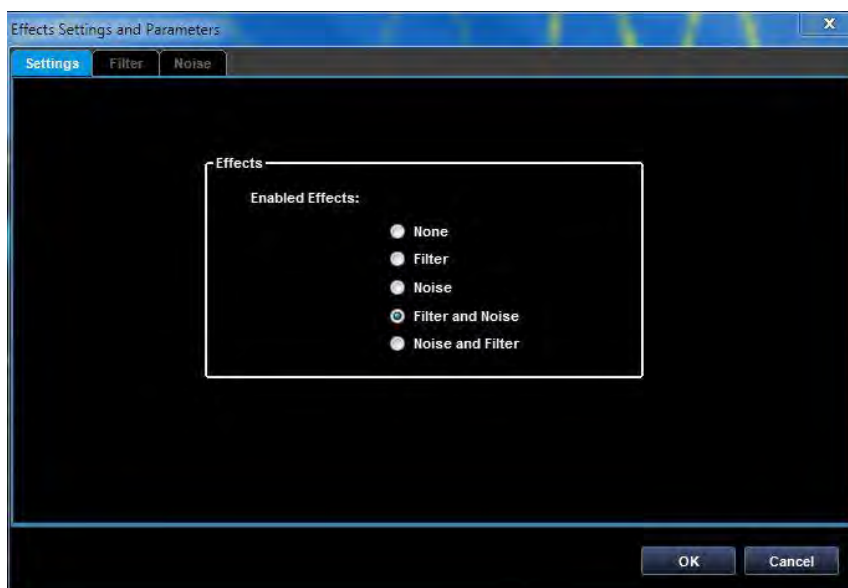 Effects Settings and Parameters
X
Settings Filter Noise
Effects
Enabled Effects:
None
Filter
Noise
Filter and Noise
Noise and Filter
OK Cancel